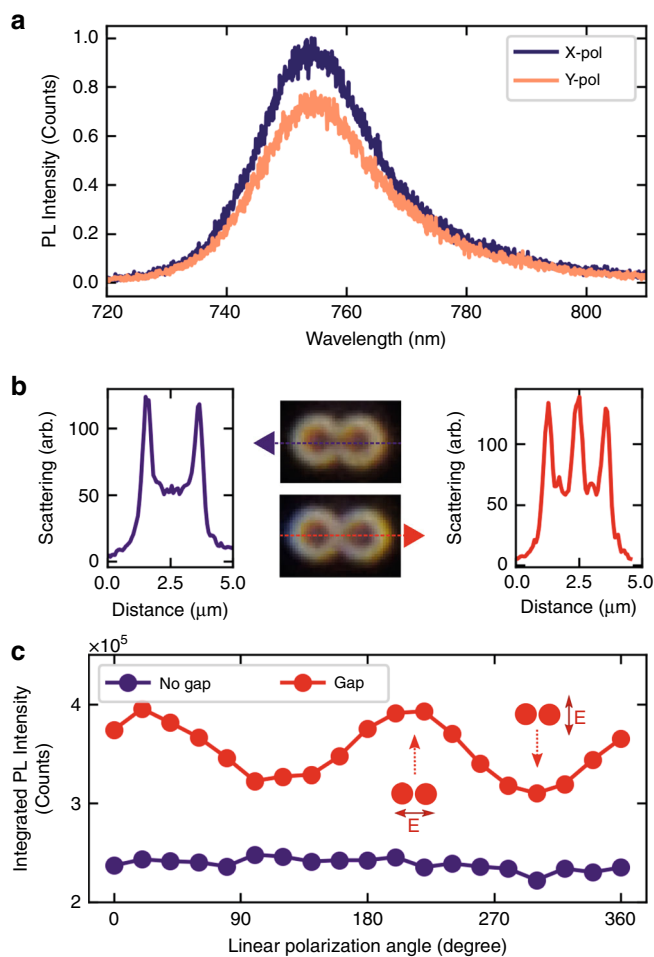 a
PL Intensity (Counts)
1.0
0.8
0.6
0.4
0.2
0.0
X-pol
Y-pol
720
740
760
780
800
Wavelength (nm)
b
Scattering (arb.)
100
50
0
0.0
2.5
5.0
Distance (μm)
Scattering (arb.)
100
50
0
0.0
2.5
5.0
Distance (μm)
c
×10⁵
Integrated PL Intensity
(Counts)
4
3
2
No gap
Gap
E
E
0
90
180
270
360
Linear polarization angle (degree)